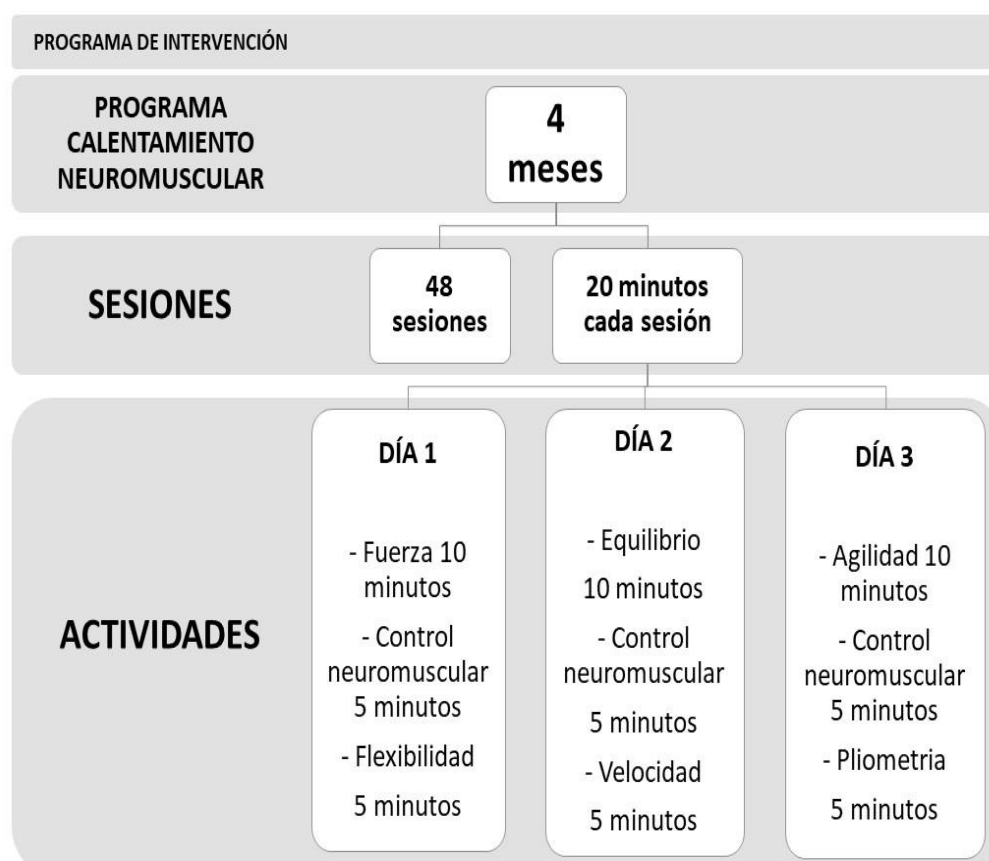 PROGRAMA DE INTERVENCIÓN
PROGRAMA
CALENTAMIENTO
NEUROMUSCULAR
4
meses
SESIONES
48
sesiones
20 minutos
cada sesión
ACTIVIDADES
DÍA 1
- Fuerza 10
minutos
- Control
neuromuscular
5 minutos
- Flexibilidad
5 minutos
DÍA 2
- Equilibrio
10 minutos
- Control
neuromuscular
5 minutos
- Velocidad
5 minutos
DÍA 3
- Agilidad 10
minutos
- Control
neuromuscular
5 minutos
- Pliometria
5 minutos